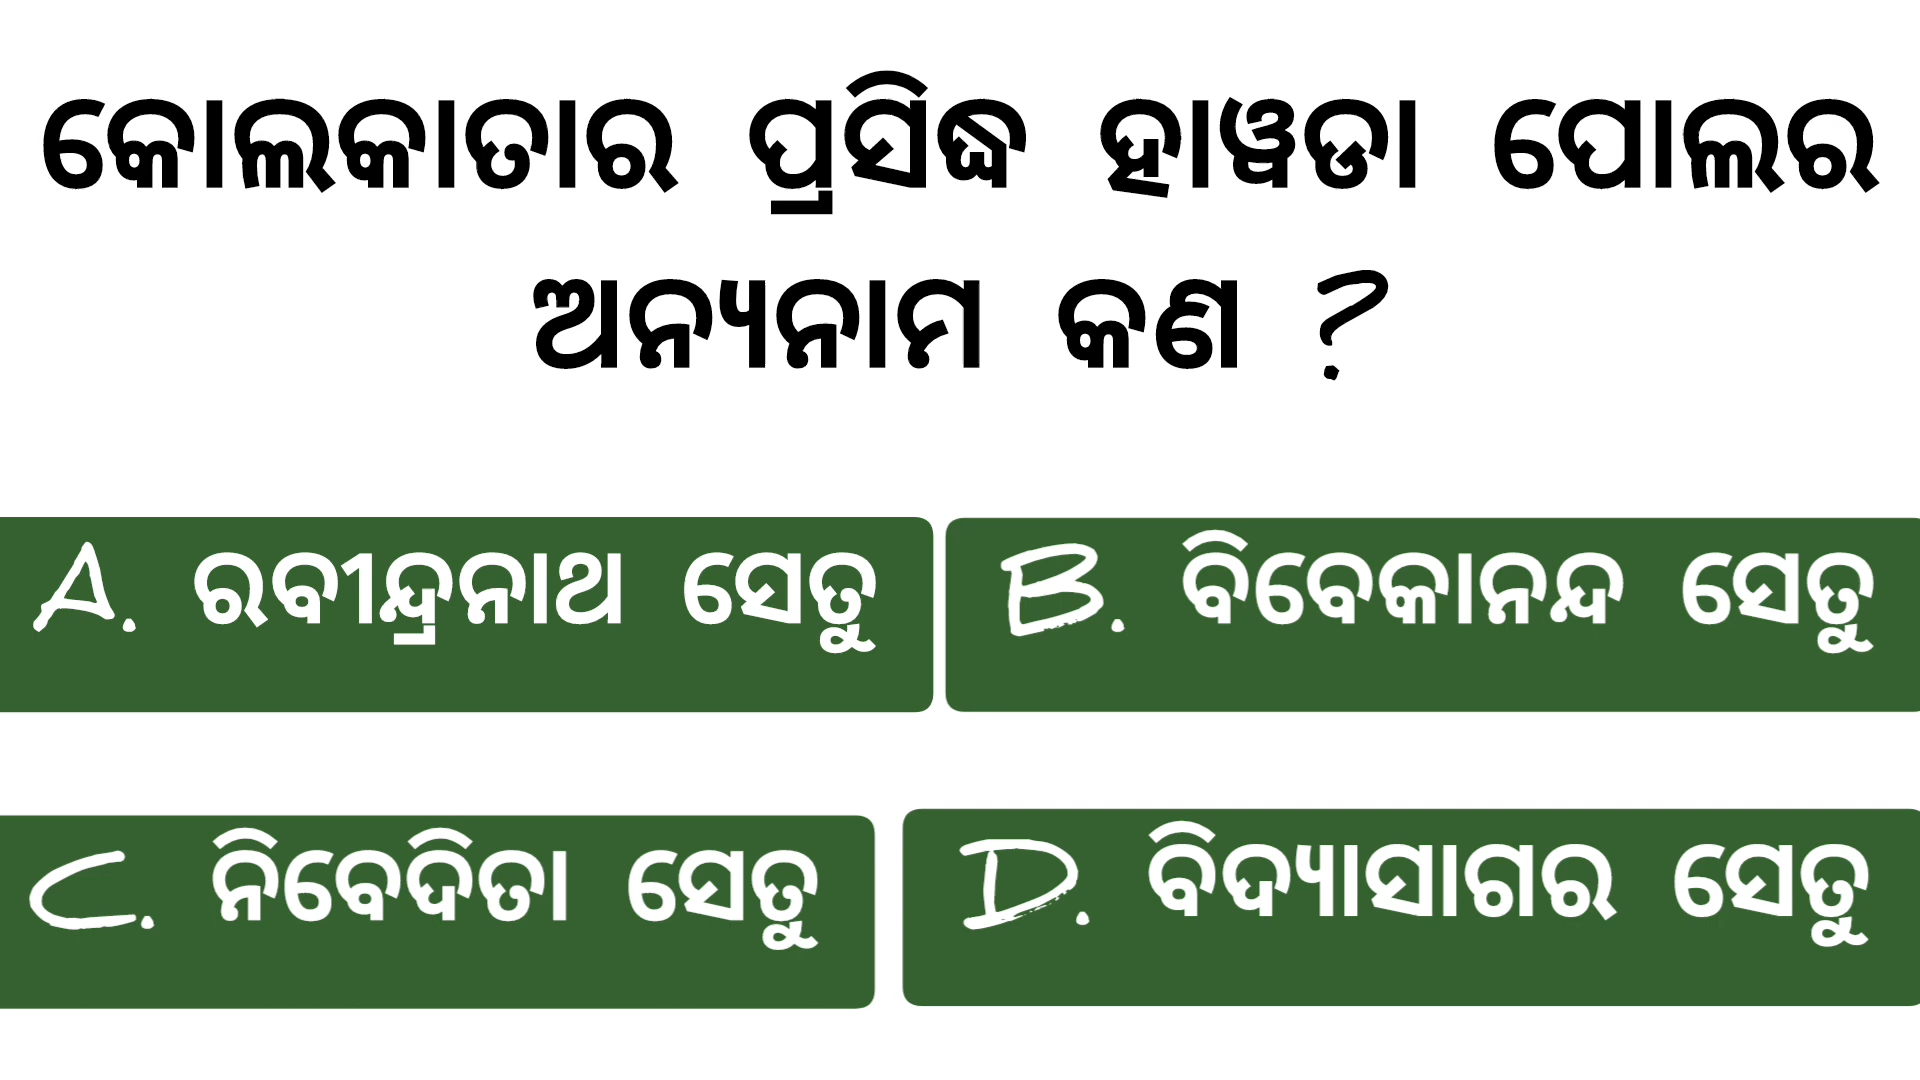 କୋଲକାତାର ପ୍ରସିଦ୍ଧ ହାୱଡା ପୋଲର
ଅନ୍ୟନାମ କଣ ?
A. ରବୀନ୍ଦ୍ରନାଥ ସେତୁ
B. ବିବେକାନନ୍ଦ ସେତୁ
C. ନିବେଦିତା ସେତୁ
D. ବିଦ୍ୟାସାଗର ସେତୁ